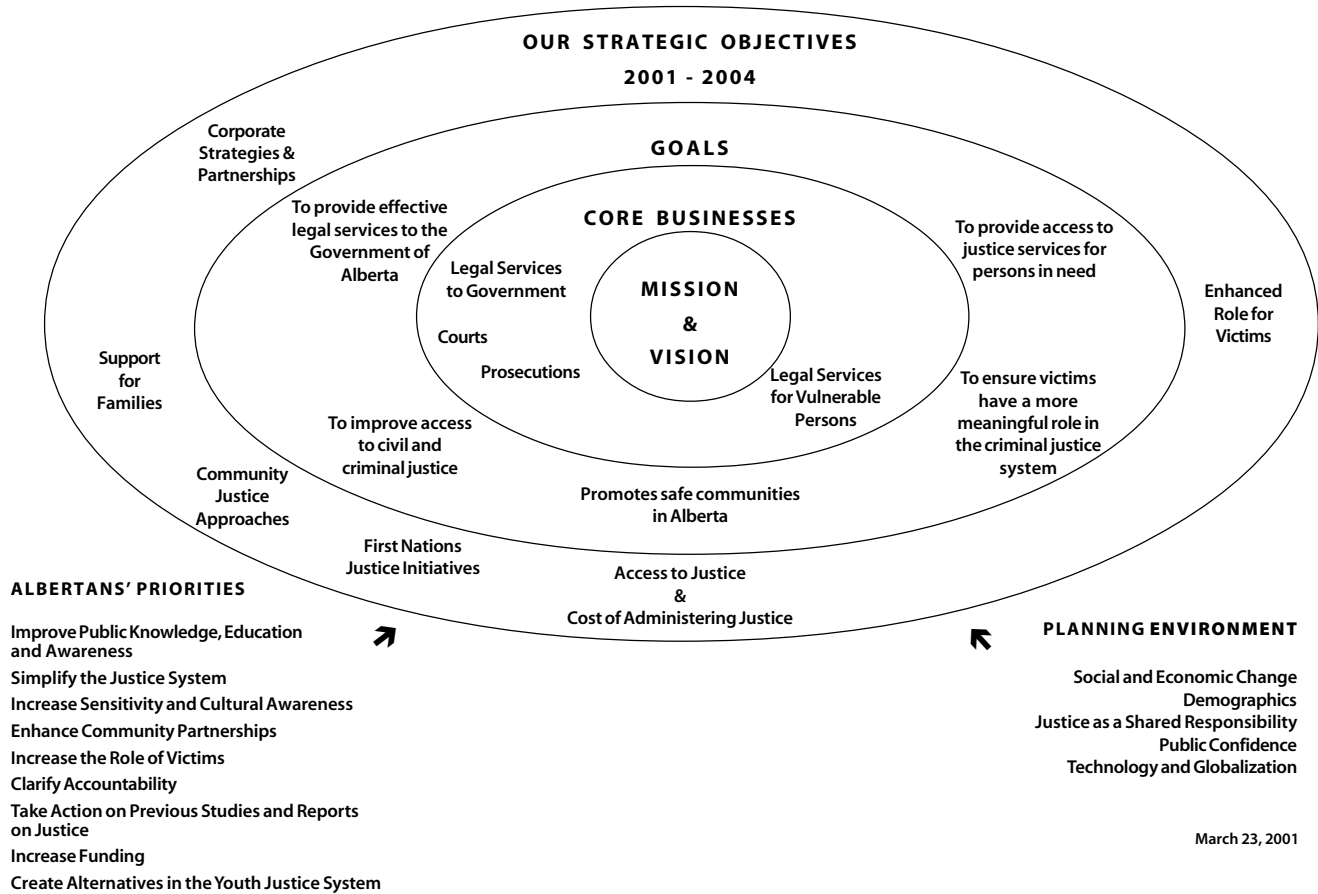 OUR STRATEGIC OBJECTIVES
2001 - 2004
Corporate
Strategies &
Partnerships
Support
for
Families
Community
Justice
Approaches
First Nations
Justice Initiatives
Access to Justice
&
Cost of Administering Justice
Enhanced
Role for
Victims
GOALS
To provide effective
legal services to the
Government of
Alberta
To improve access
to civil and
criminal justice
Promotes safe communities
in Alberta
To provide access to
justice services for
persons in need
To ensure victims
have a more
meaningful role in
the criminal justice
system
CORE BUSINESSES
Legal Services
to Government
Courts
Prosecutions
Legal Services
for Vulnerable
Persons
MISSION
&
VISION
ALBERTANS’ PRIORITIES
Improve Public Knowledge, Education
and Awareness
Simplify the Justice System
Increase Sensitivity and Cultural Awareness
Enhance Community Partnerships
Increase the Role of Victims
Clarify Accountability
Take Action on Previous Studies and Reports
on Justice
Increase Funding
Create Alternatives in the Youth Justice System
PLANNING ENVIRONMENT
Social and Economic Change
Demographics
Justice as a Shared Responsibility
Public Confidence
Technology and Globalization
March 23, 2001